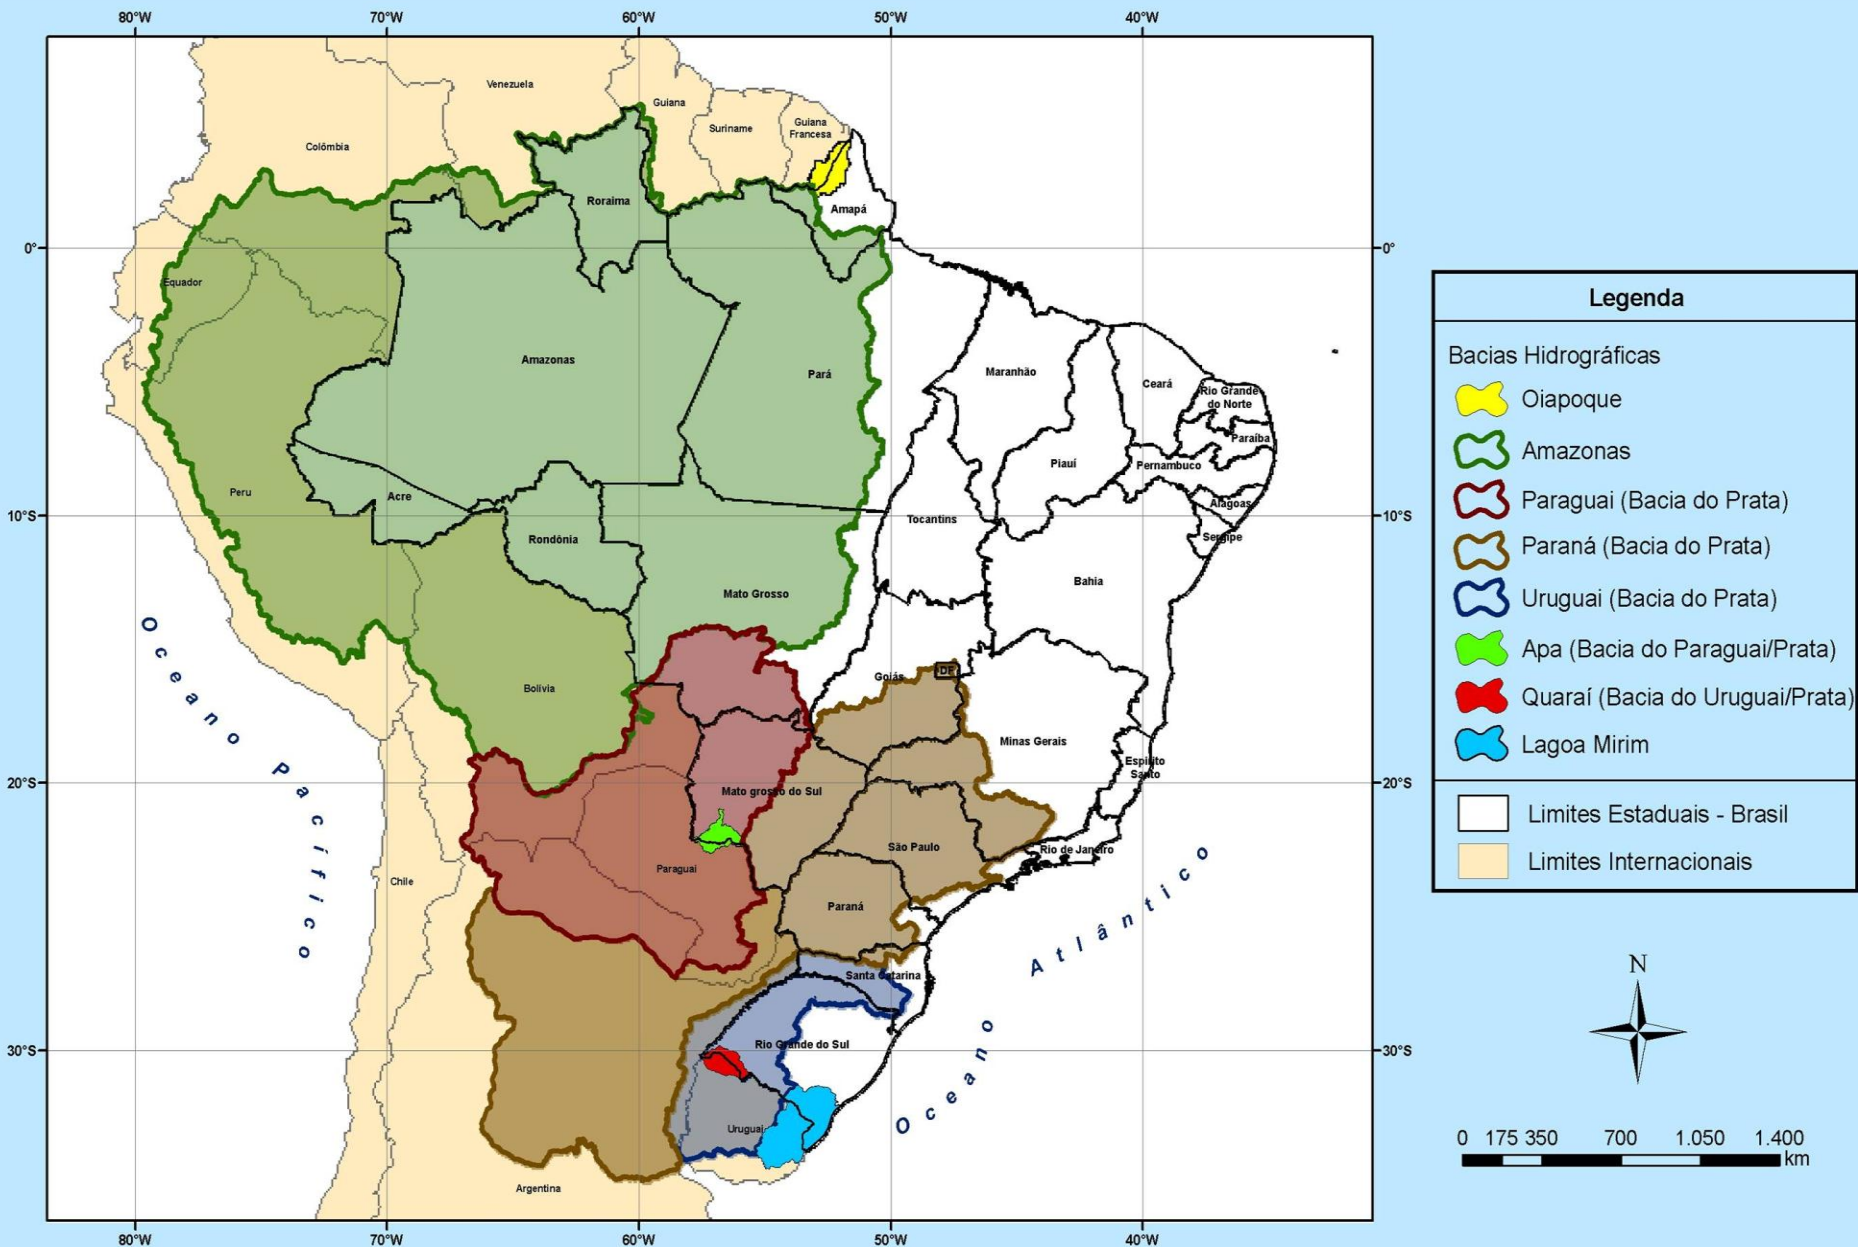 80°W 70°W 60°W 50°W 40°W
Venezuela
Guiana
Suriname
Guiana
Francesa
Colômbia
Roraima
Amapá
0° 0°
Equador
Amazonas
Pará
Maranhão
Ceará
Rio Grande
do Norte
Paraíba
Piauí
Pernambuco
Peru
Acre
Alagoas
10°S 10°S
Tocantins
Rondônia
Sergipe
Bahia
Mato Grosso
Oceano Pacífico
Goiás
DF
Bolívia
Minas Gerais
Espírito
Santo
20°S 20°S
Mato grosso do Sul
São Paulo
Rio de Janeiro
Paraguai
Chile
Paraná
Oceano Atlântico
Santa Catarina
Rio Grande do Sul
30°S 30°S
Uruguai
Argentina
80°W 70°W 60°W 50°W 40°W
Legenda
Bacias Hidrográficas
Oiapoque
Amazonas
Paraguai (Bacia do Prata)
Paraná (Bacia do Prata)
Uruguai (Bacia do Prata)
Apa (Bacia do Paraguai/Prata)
Quaraí (Bacia do Uruguai/Prata)
Lagoa Mirim
Limites Estaduais - Brasil
Limites Internacionais
N
0 175 350 700 1.050 1.400
km